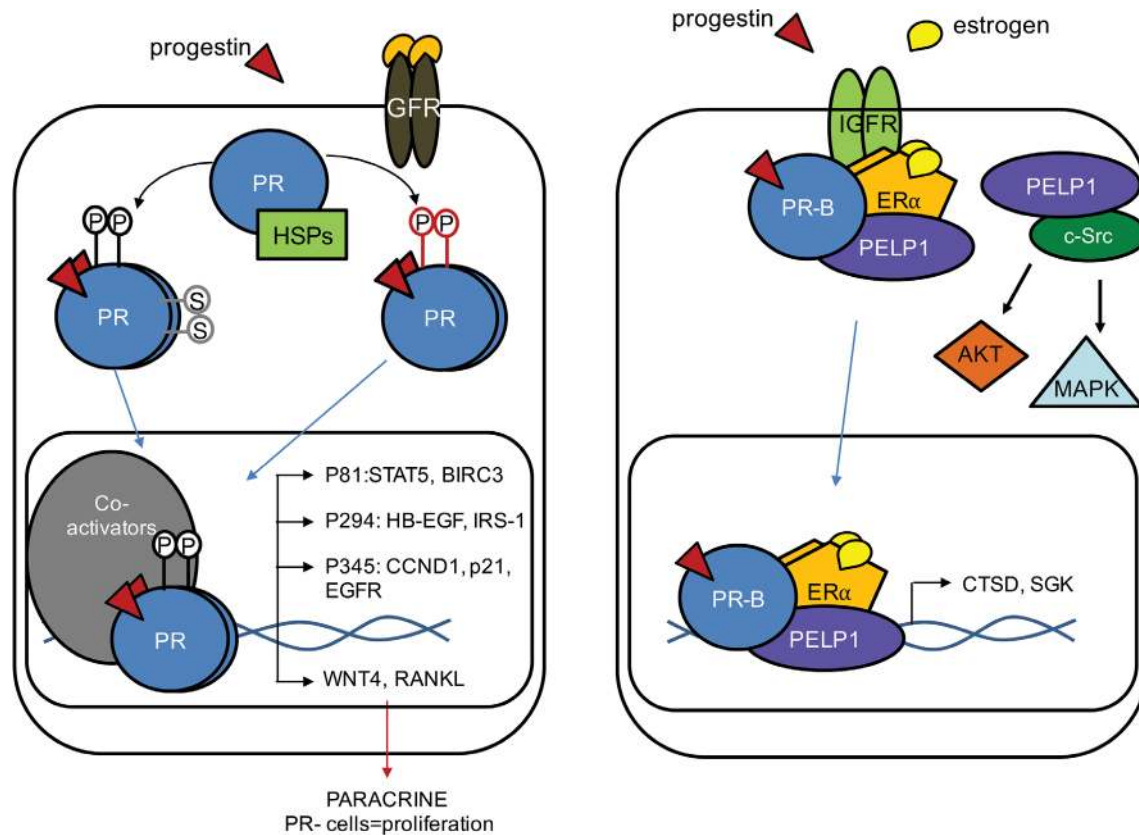 progestin
GFR
PR
HSPs
P P
P P
PR
S
S
PR
Co-
activators
P P
PR
P81:STAT5, BIRC3
P294: HB-EGF, IRS-1
P345: CCND1, p21,
EGFR
WNT4, RANKL
PARACRINE
PR- cells=proliferation
progestin
estrogen
IGFR
PR-B
ERα
PELP1
PELP1
c-Src
AKT
MAPK
PR-B
ERα
PELP1
CTSD, SGK